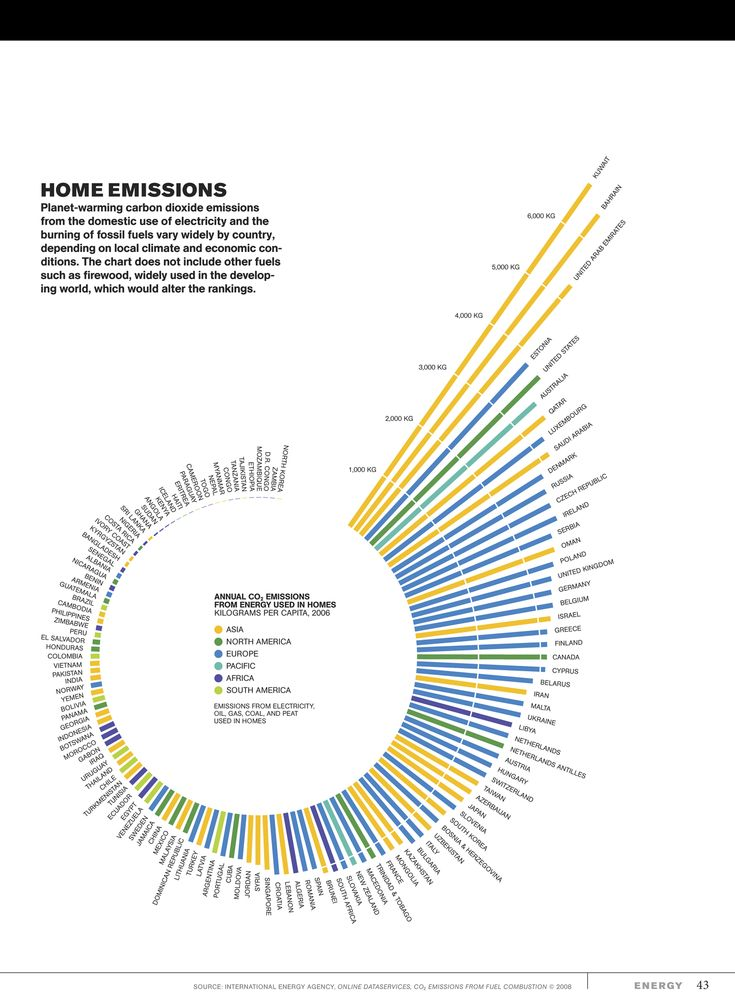 HOME EMISSIONS
Planet-warming carbon dioxide emissions
from the domestic use of electricity and the
burning of fossil fuels vary widely by country,
depending on local climate and economic con-
ditions. The chart does not include other fuels
such as firewood, widely used in the develop-
ing world, which would alter the rankings.
6,000 KG
5,000 KG
4,000 KG
3,000 KG
2,000 KG
1,000 KG
KUWAIT
BAHRAIN
UNITED ARAB EMIRATES
ESTONIA
UNITED STATES
AUSTRALIA
QATAR
LUXEMBOURG
SAUDI ARABIA
DENMARK
RUSSIA
CZECH REPUBLIC
IRELAND
SERBIA
OMAN
POLAND
UNITED KINGDOM
GERMANY
BELGIUM
ISRAEL
GREECE
FINLAND
CANADA
CYPRUS
BELARUS
IRAN
MALTA
UKRAINE
LIBYA
NETHERLANDS
NETHERLANDS ANTILLES
AUSTRIA
HUNGARY
SWITZERLAND
TAIWAN
AZERBAIJAN
JAPAN
SLOVENIA
SOUTH KOREA
BOSNIA & HERZEGOVINA
UZBEKISTAN
ITALY
BULGARIA
KAZAKHSTAN
MONGOLIA
FRANCE
TRINIDAD & TOBAGO
MACEDONIA
NEW ZEALAND
SLOVAKIA
SOUTH AFRICA
BRUNEI
SPAIN
ROMANIA
ALGERIA
LEBANON
CROATIA
SINGAPORE
SYRIA
JORDAN
MOLDOVA
CUBA
PORTUGAL
ARGENTINA
LATVIA
TURKEY
LITHUANIA
DOMINICAN REPUBLIC
MALAYSIA
MEXICO
CHINA
JAMAICA
SWEDEN
VENEZUELA
EGYPT
ECUADOR
TUNISIA
TURKMENISTAN
CHILE
THAILAND
URUGUAY
IRAQ
GABON
MOROCCO
BOTSWANA
INDONESIA
GEORGIA
PANAMA
BOLIVIA
YEMEN
NORWAY
INDIA
PAKISTAN
VIETNAM
COLOMBIA
HONDURAS
EL SALVADOR
PERU
ZIMBABWE
PHILIPPINES
CAMBODIA
BRAZIL
GUATEMALA
ARMENIA
BENIN
NICARAGUA
ALBANIA
SENEGAL
BANGLADESH
KYRGYZSTAN
IVORY COAST
COSTA RICA
NIGERIA
SRI LANKA
GHANA
SUDAN
ANGOLA
KENYA
ICELAND
HAITI
ERITREA
PARAGUAY
CAMEROON
TOGO
NEPAL
MYANMAR
CONGO
TANZANIA
TAJIKISTAN
ETHIOPIA
MOZAMBIQUE
D.R. CONGO
ZAMBIA
NORTH KOREA
ANNUAL CO₂ EMISSIONS
FROM ENERGY USED IN HOMES
KILOGRAMS PER CAPITA, 2006
ASIA
NORTH AMERICA
EUROPE
PACIFIC
AFRICA
SOUTH AMERICA
EMISSIONS FROM ELECTRICITY,
OIL, GAS, COAL, AND PEAT
USED IN HOMES
SOURCE: INTERNATIONAL ENERGY AGENCY, ONLINE DATASERVICES, CO₂ EMISSIONS FROM FUEL COMBUSTION © 2008
ENERGY 43